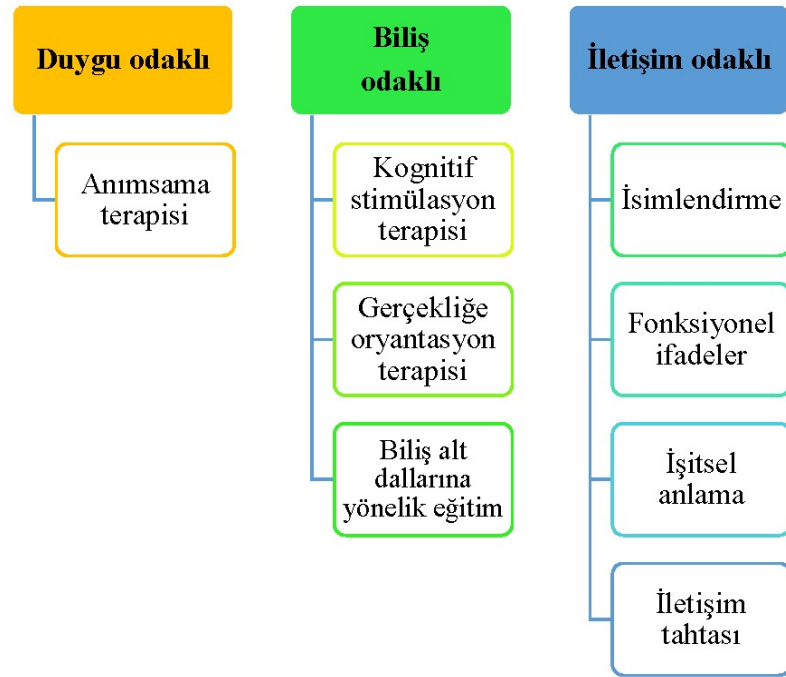 Duygu odaklı
Anımsama
terapisi
Biliş
odaklı
Kognitif
stimülasyon
terapisi
Gerçekliğe
oryantasyon
terapisi
Biliş alt
dallarına
yönelik eğitim
İletişim odaklı
İsimlendirme
Fonksiyonel
ifadeler
İşitsel
anlama
İletişim
tahtası